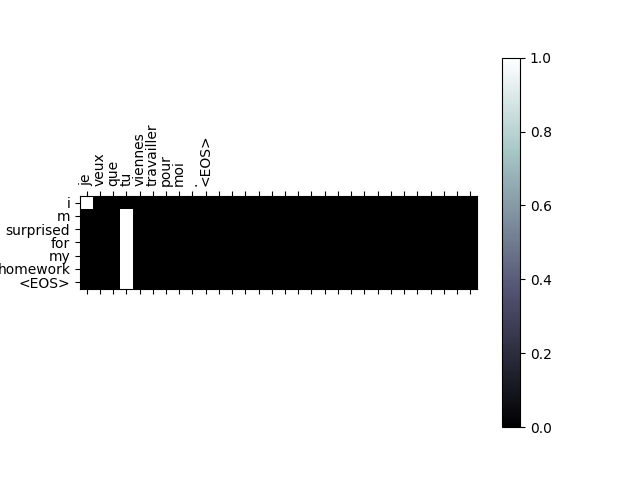 je
veux
que
tu
viennes
travailler
pour
moi
.
<EOS>
i
m
surprised
for
my
homework
<EOS>
1.0
0.8
0.6
0.4
0.2
0.0